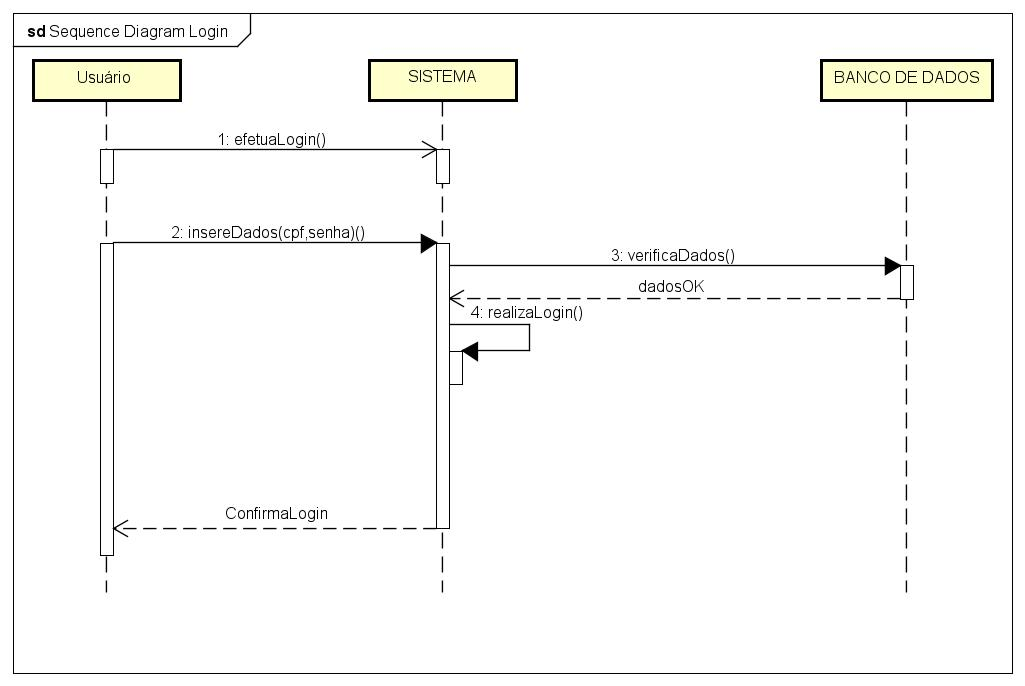 sd Sequence Diagram Login
Usuário
SISTEMA
BANCO DE DADOS
1: efetuaLogin()
2: insereDados(cpf,senha)()
3: verificaDados()
dadosOK
4: realizaLogin()
ConfirmaLogin